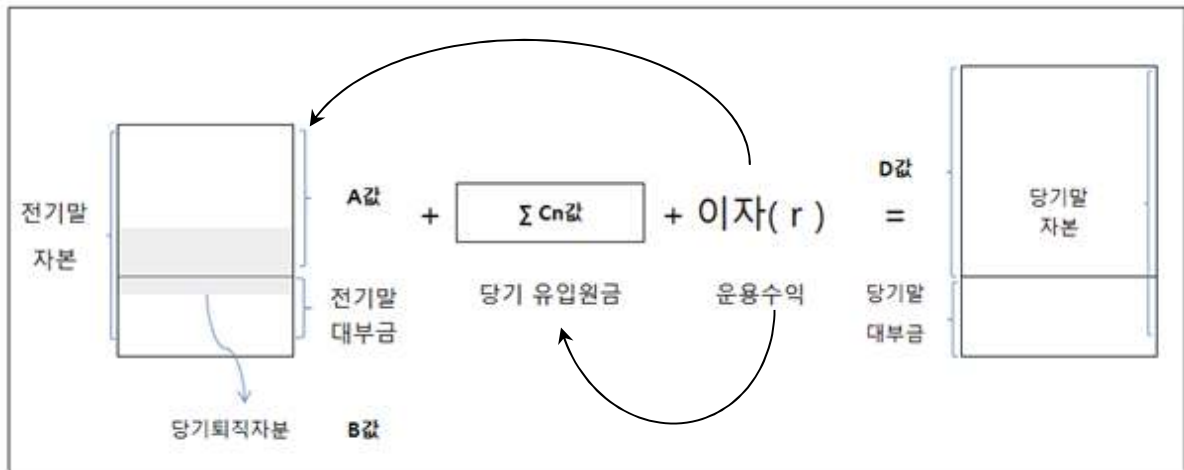 전기말
자본
A값
전기말
대부금
당기퇴직자분
B값
+
∑ Cn값
당기 유입원금
+ 이자( r )
운용수익
=
D값
당기말
대부금
당기말
자본